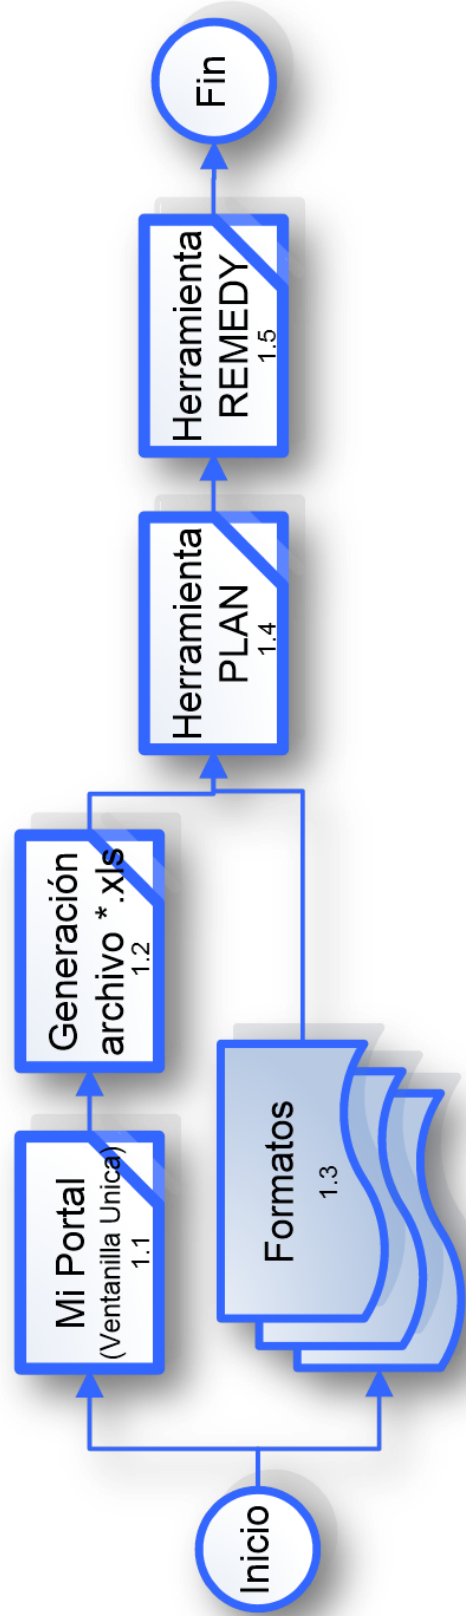 Inicio
Mi Portal
(Ventanilla Unica)
1.1
Generación
archivo *.xls
1.2
Formatos
1.3
Herramienta
PLAN
1.4
Herramienta
REMEDY
1.5
Fin